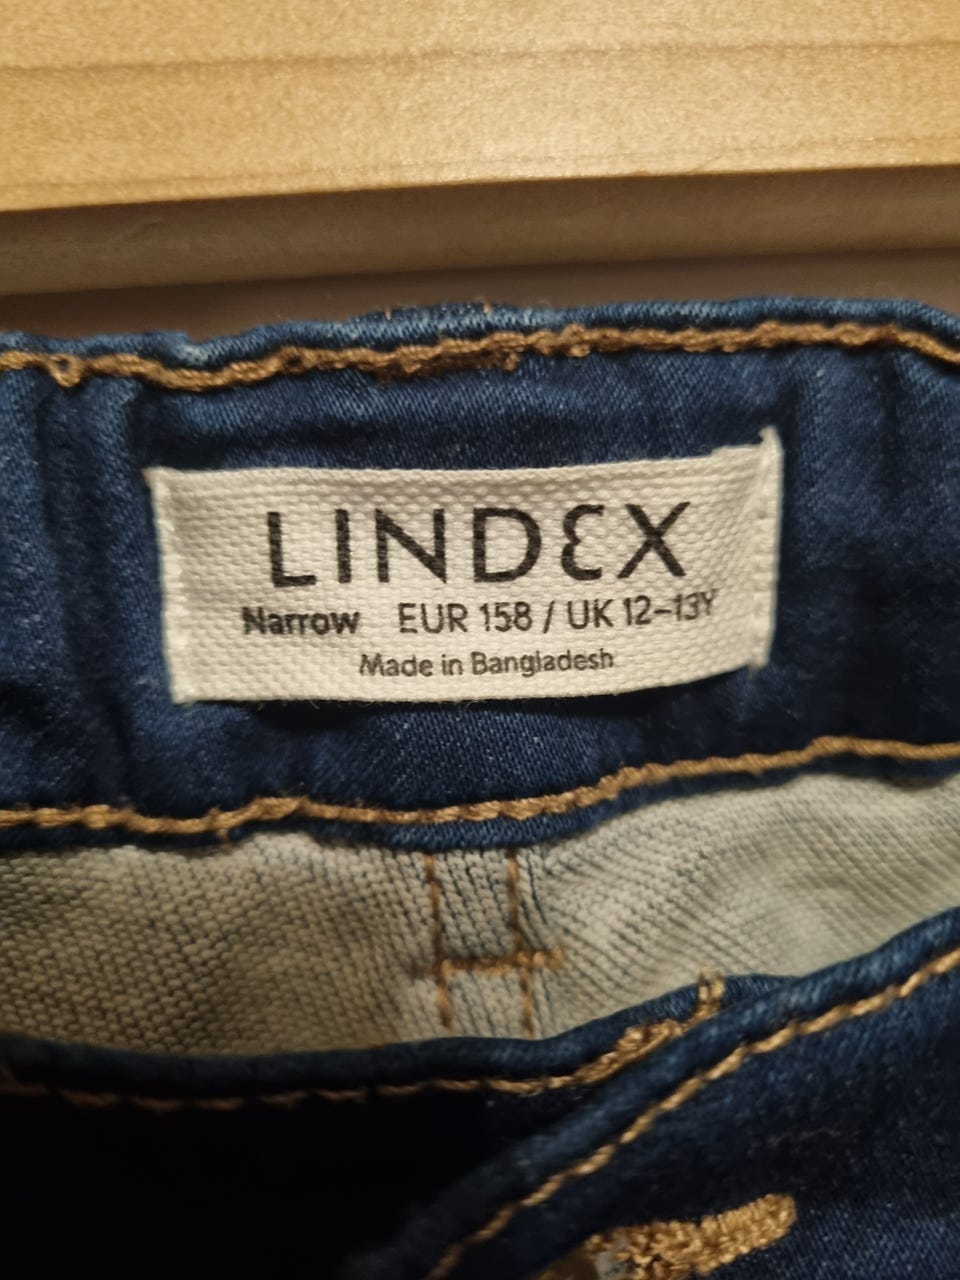 LINDEX
Narrow EUR 158 / UK 12–13Y
Made in Bangladesh